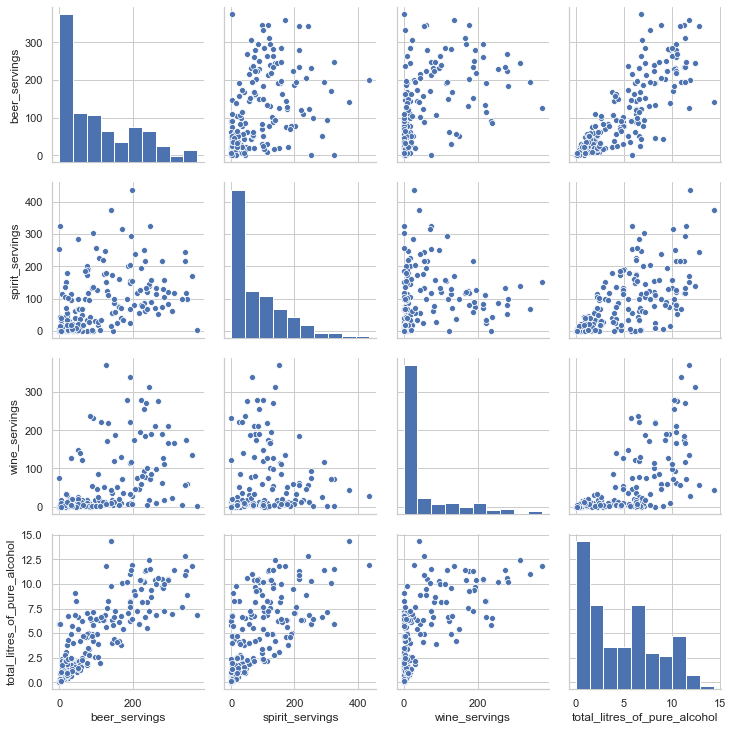 300
200
100
0
beer_servings
400
300
200
100
0
spirit_servings
300
200
100
0
wine_servings
15.0
12.5
10.0
7.5
5.0
2.5
0.0
total_litres_of_pure_alcohol
0 200
beer_servings
0 200 400
spirit_servings
0 200
wine_servings
0 5 10 15
total_litres_of_pure_alcohol